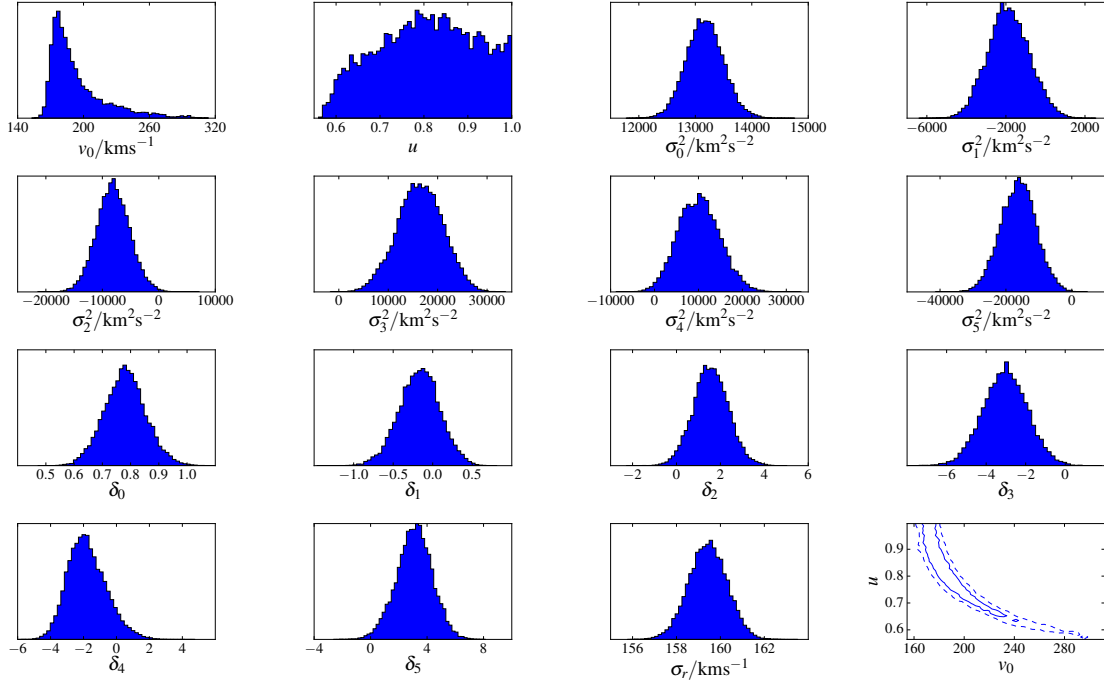 140 200 260 320
v₀/kms⁻¹
0.6 0.7 0.8 0.9 1.0
u
12000 13000 14000 15000
σ₀²/km²s⁻²
−6000 −2000 2000
σ₁²/km²s⁻²
−20000 −10000 0 10000
σ₂²/km²s⁻²
0 10000 20000 30000
σ₃²/km²s⁻²
−10000 0 10000 20000 30000
σ₄²/km²s⁻²
−40000 −20000 0
σ₅²/km²s⁻²
0.5 0.6 0.7 0.8 0.9 1.0
δ₀
−1.0 −0.5 0.0 0.5
δ₁
−2 0 2 4 6
δ₂
−6 −4 −2 0
δ₃
−6 −4 −2 0 2 4
δ₄
−4 0 4 8
δ₅
156 158 160 162
σᵣ/kms⁻¹
0.9
0.8
0.7
0.6
u
160 200 240 280
v₀